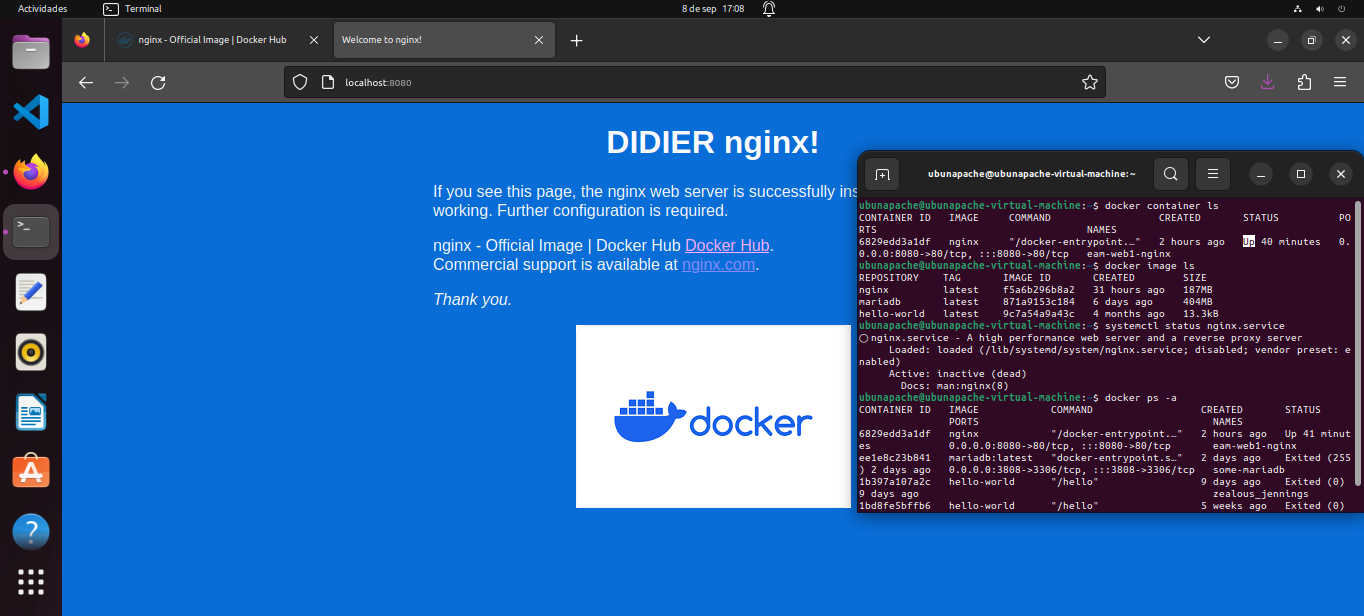 Actividades
Terminal
8 de sep 17:08
nginx - Official Image | Docker Hub
Welcome to nginx!
localhost:8080
DIDIER nginx!
If you see this page, the nginx web server is successfully ins
working. Further configuration is required.
nginx - Official Image | Docker Hub Docker Hub.
Commercial support is available at nginx.com.
Thank you.
docker
ubunapache@ubunapache-virtual-machine: ~
ubunapache@ubunapache-virtual-machine:~$ docker container ls
CONTAINER ID   IMAGE     COMMAND                  CREATED       STATUS          PO
RTS                                   NAMES
6829edd3a1df   nginx     "/docker-entrypoint.…"   2 hours ago   Up 40 minutes   0.
0.0.0:8080->80/tcp, :::8080->80/tcp   eam-web1-nginx
ubunapache@ubunapache-virtual-machine:~$ docker image ls
REPOSITORY    TAG       IMAGE ID       CREATED        SIZE
nginx         latest    f5a6b296b8a2   31 hours ago   187MB
mariadb       latest    871a9153c184   6 days ago     404MB
hello-world   latest    9c7a54a9a43c   4 months ago   13.3kB
ubunapache@ubunapache-virtual-machine:~$ systemctl status nginx.service
○ nginx.service - A high performance web server and a reverse proxy server
     Loaded: loaded (/lib/systemd/system/nginx.service; disabled; vendor preset: e
nabled)
     Active: inactive (dead)
       Docs: man:nginx(8)
ubunapache@ubunapache-virtual-machine:~$ docker ps -a
CONTAINER ID   IMAGE            COMMAND                  CREATED       STATUS
               PORTS                                       NAMES
6829edd3a1df   nginx            "/docker-entrypoint.…"   2 hours ago   Up 41 minut
es             0.0.0.0:8080->80/tcp, :::8080->80/tcp       eam-web1-nginx
ee1e8c23b841   mariadb:latest   "docker-entrypoint.s…"   2 days ago    Exited (255
) 2 days ago   0.0.0.0:3808->3306/tcp, :::3808->3306/tcp   some-mariadb
1b397a107a2c   hello-world      "/hello"                 9 days ago    Exited (0)
9 days ago                                                 zealous_jennings
1bd8fe5bffb6   hello-world      "/hello"                 5 weeks ago   Exited (0)